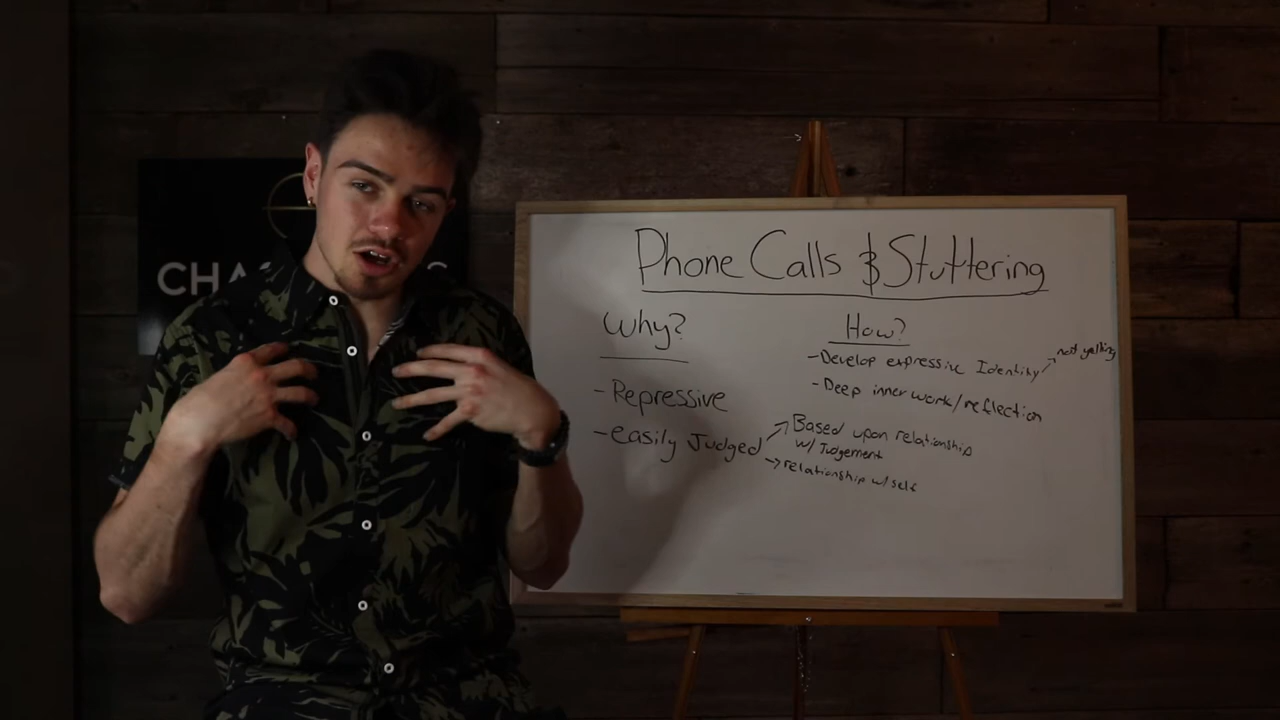 CHA
S
Phone Calls & Stuttering
Why?
- Repressive
- easily Judged
Based upon relationship
w/ Judgement
→ relationship w/ self
How?
- Develop expressive Identity
not yelling
- Deep inner work/reflection